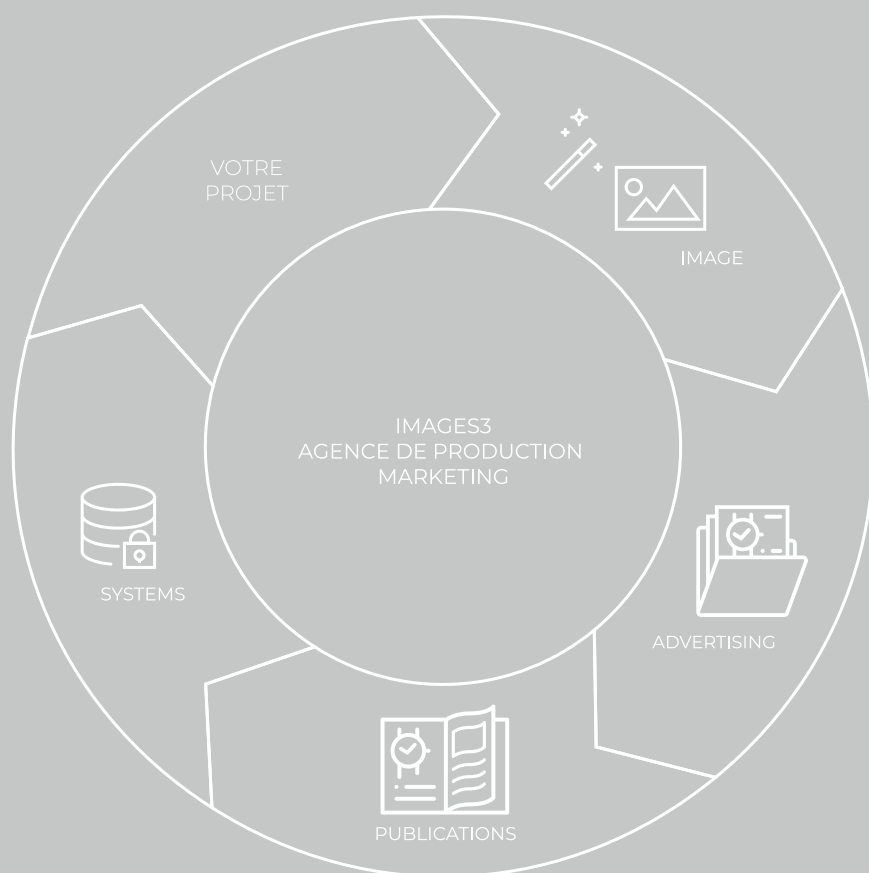 VOTRE
PROJET
IMAGE
IMAGES3
AGENCE DE PRODUCTION
MARKETING
SYSTEMS
ADVERTISING
PUBLICATIONS